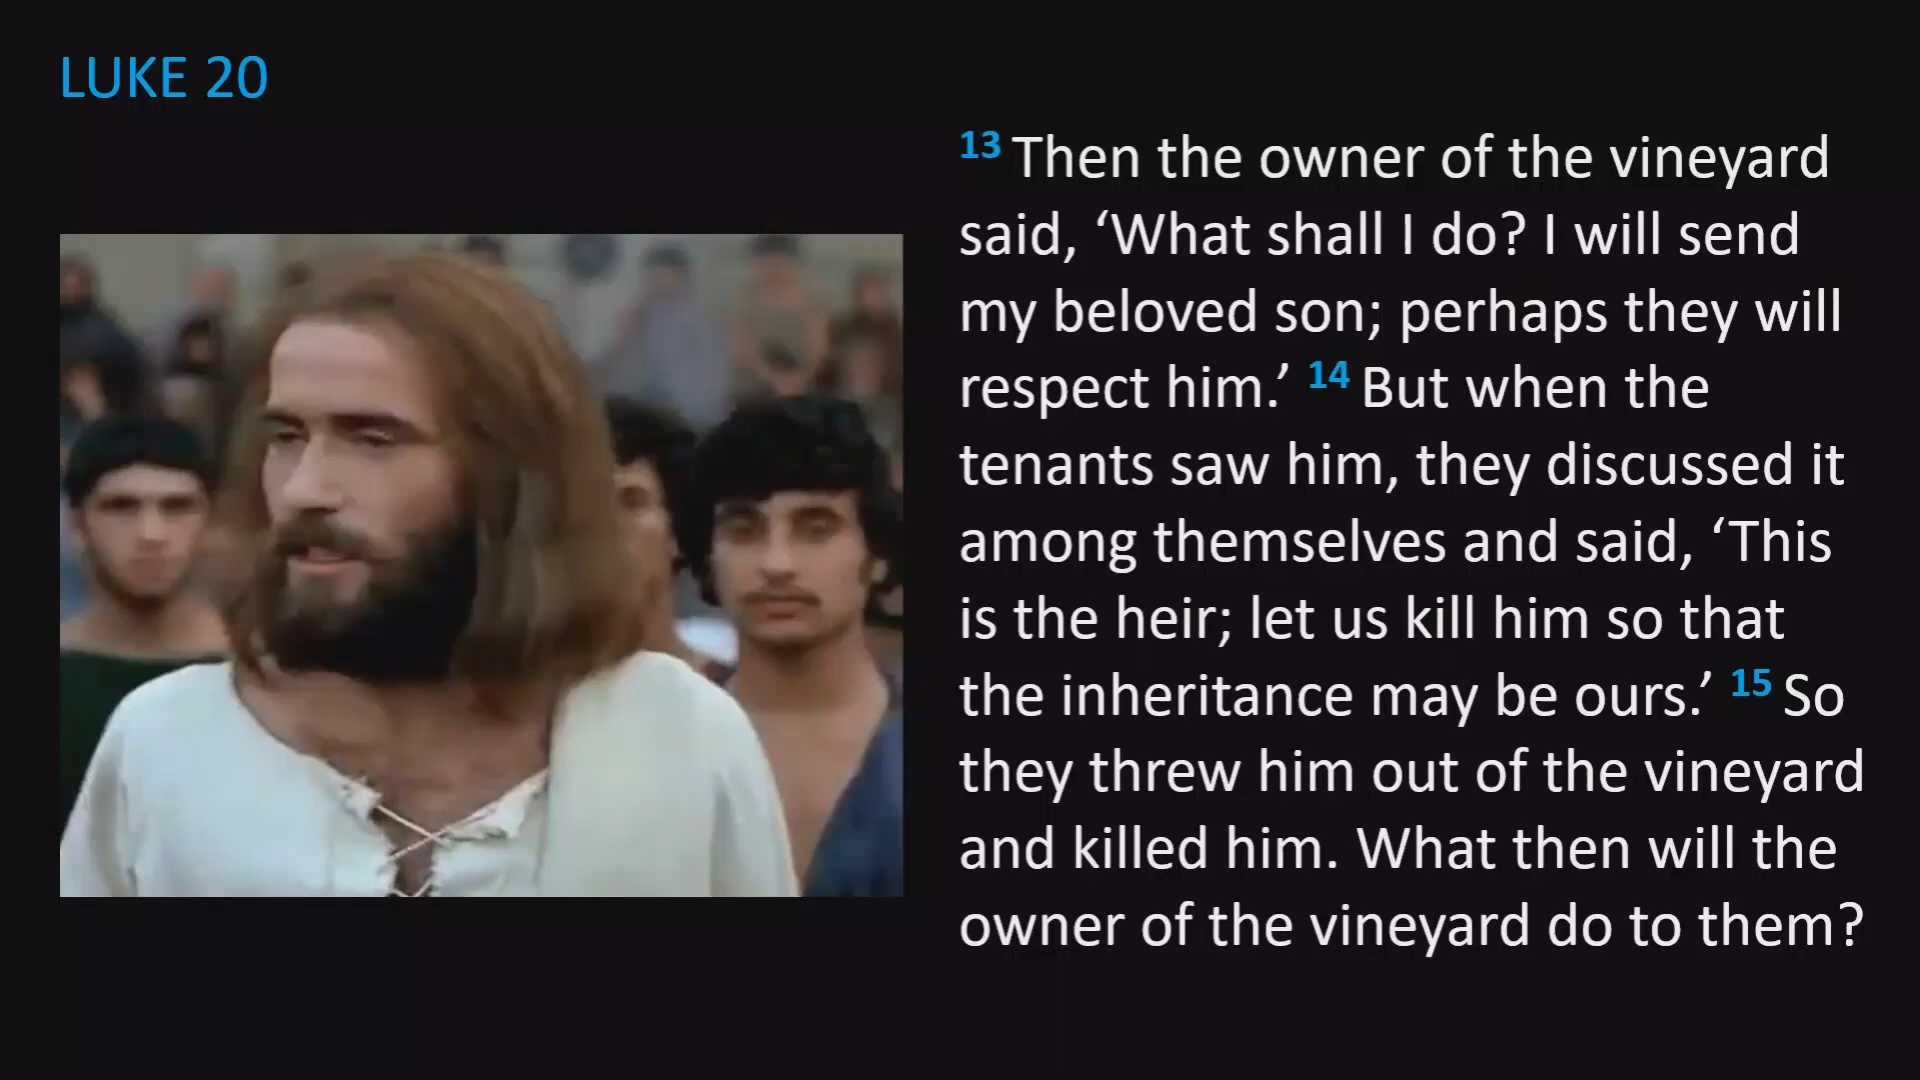 LUKE 20
13 Then the owner of the vineyard
said, ‘What shall I do? I will send
my beloved son; perhaps they will
respect him.’ 14 But when the
tenants saw him, they discussed it
among themselves and said, ‘This
is the heir; let us kill him so that
the inheritance may be ours.’ 15 So
they threw him out of the vineyard
and killed him. What then will the
owner of the vineyard do to them?